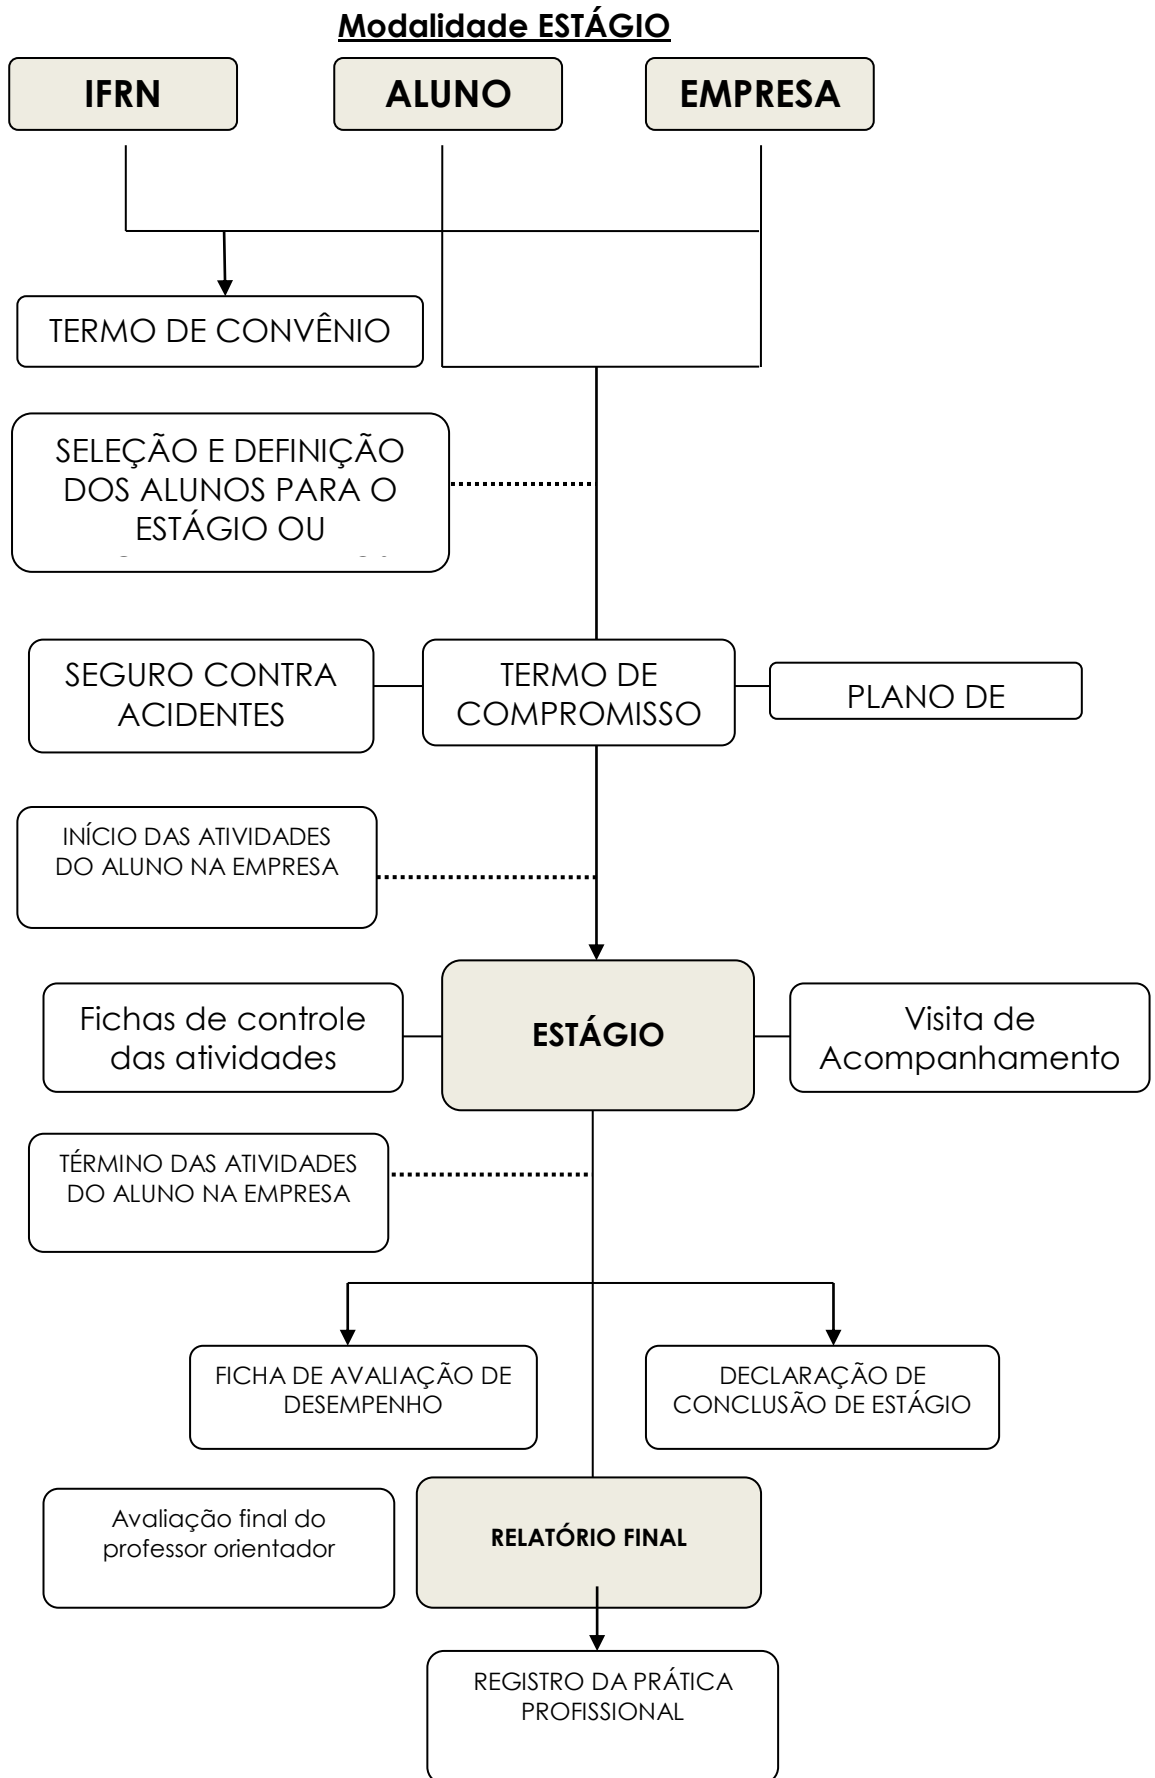 Modalidade ESTÁGIO
IFRN
ALUNO
EMPRESA
TERMO DE CONVÊNIO
SELEÇÃO E DEFINIÇÃO
DOS ALUNOS PARA O
ESTÁGIO OU
SEGURO CONTRA
ACIDENTES
TERMO DE
COMPROMISSO
PLANO DE
INÍCIO DAS ATIVIDADES
DO ALUNO NA EMPRESA
Fichas de controle
das atividades
ESTÁGIO
Visita de
Acompanhamento
TÉRMINO DAS ATIVIDADES
DO ALUNO NA EMPRESA
FICHA DE AVALIAÇÃO DE
DESEMPENHO
DECLARAÇÃO DE
CONCLUSÃO DE ESTÁGIO
Avaliação final do
professor orientador
RELATÓRIO FINAL
REGISTRO DA PRÁTICA
PROFISSIONAL